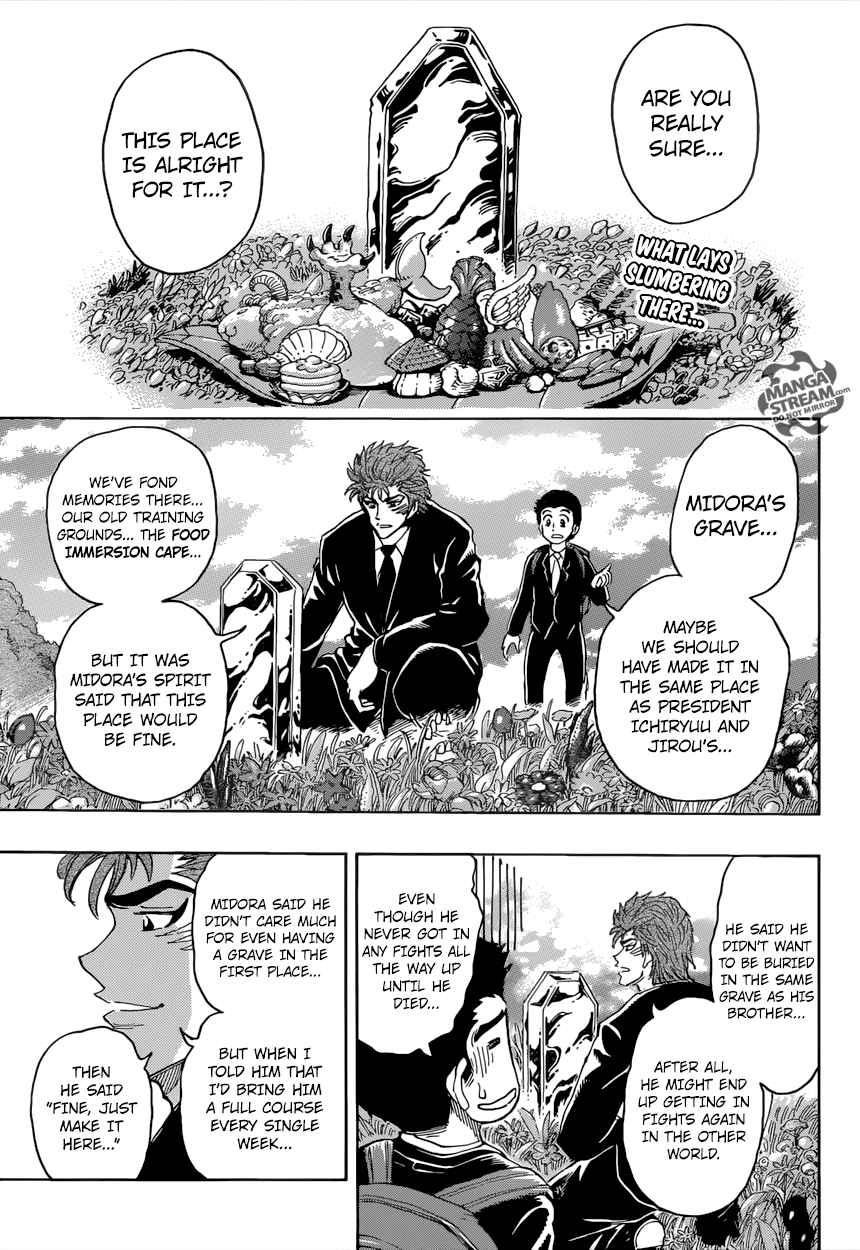 ARE YOU
REALLY
SURE...
THIS PLACE
IS ALRIGHT
FOR IT...?
WHAT LAYS
SLUMBERING
THERE...
MANGA
STREAM.com
DO NOT MIRROR!
MIDORA'S
GRAVE...
MAYBE
WE SHOULD
HAVE MADE IT IN
THE SAME PLACE
AS PRESIDENT
ICHIRYUU AND
JIROU'S...
WE'VE FOND
MEMORIES THERE...
OUR OLD TRAINING
GROUNDS... THE FOOD
IMMERSION CAPE...
BUT IT WAS
MIDORA'S SPIRIT
SAID THAT THIS
PLACE WOULD
BE FINE.
HE SAID HE
DIDN'T WANT
TO BE BURIED
IN THE SAME
GRAVE AS HIS
BROTHER...
AFTER ALL,
HE MIGHT END
UP GETTING IN
FIGHTS AGAIN
IN THE OTHER
WORLD.
EVEN
THOUGH HE
NEVER GOT IN
ANY FIGHTS ALL
THE WAY UP
UNTIL HE
DIED...
MIDORA SAID HE
DIDN'T CARE MUCH
FOR EVEN HAVING
A GRAVE IN THE
FIRST PLACE...
BUT WHEN I
TOLD HIM THAT
I'D BRING HIM
A FULL COURSE
EVERY SINGLE
WEEK...
THEN
HE SAID
"FINE, JUST
MAKE IT
HERE..."